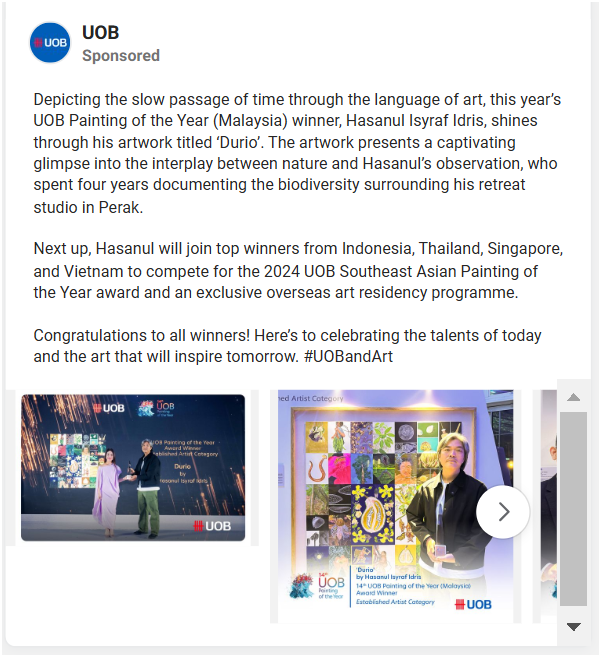 UOB
UOB
Sponsored
Depicting the slow passage of time through the language of art, this year’s
UOB Painting of the Year (Malaysia) winner, Hasanul Isyraf Idris, shines
through his artwork titled ‘Durio’. The artwork presents a captivating
glimpse into the interplay between nature and Hasanul’s observation, who
spent four years documenting the biodiversity surrounding his retreat
studio in Perak.
Next up, Hasanul will join top winners from Indonesia, Thailand, Singapore,
and Vietnam to compete for the 2024 UOB Southeast Asian Painting of
the Year award and an exclusive overseas art residency programme.
Congratulations to all winners! Here’s to celebrating the talents of today
and the art that will inspire tomorrow. #UOBandArt
UOB
UOB
Painting
of the Year
UOB Painting of the Year
Award Winner
Established Artist Category
Durio
by
Hasanul Isyraf Idris
UOB
ed Artist Category
14th UOB
Painting
of the Year
‘Durio’
by Hasanul Isyraf Idris
14th UOB Painting of the Year (Malaysia)
Award Winner
Established Artist Category
UOB